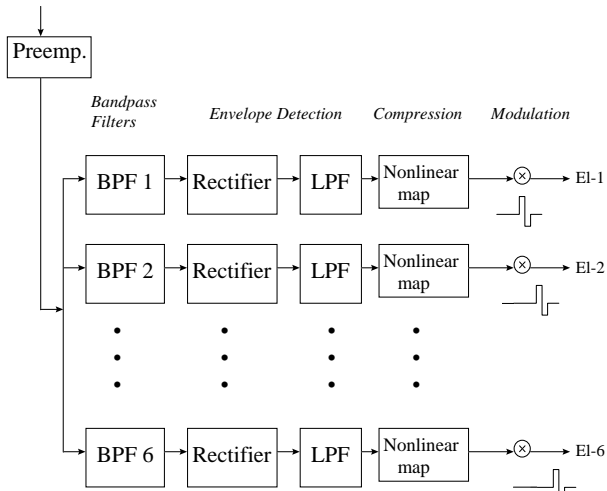 Preemp.
Bandpass
Filters
Envelope Detection
Compression
Modulation
BPF 1
Rectifier
LPF
Nonlinear
map
×
El-1
BPF 2
Rectifier
LPF
Nonlinear
map
×
El-2
BPF 6
Rectifier
LPF
Nonlinear
map
×
El-6